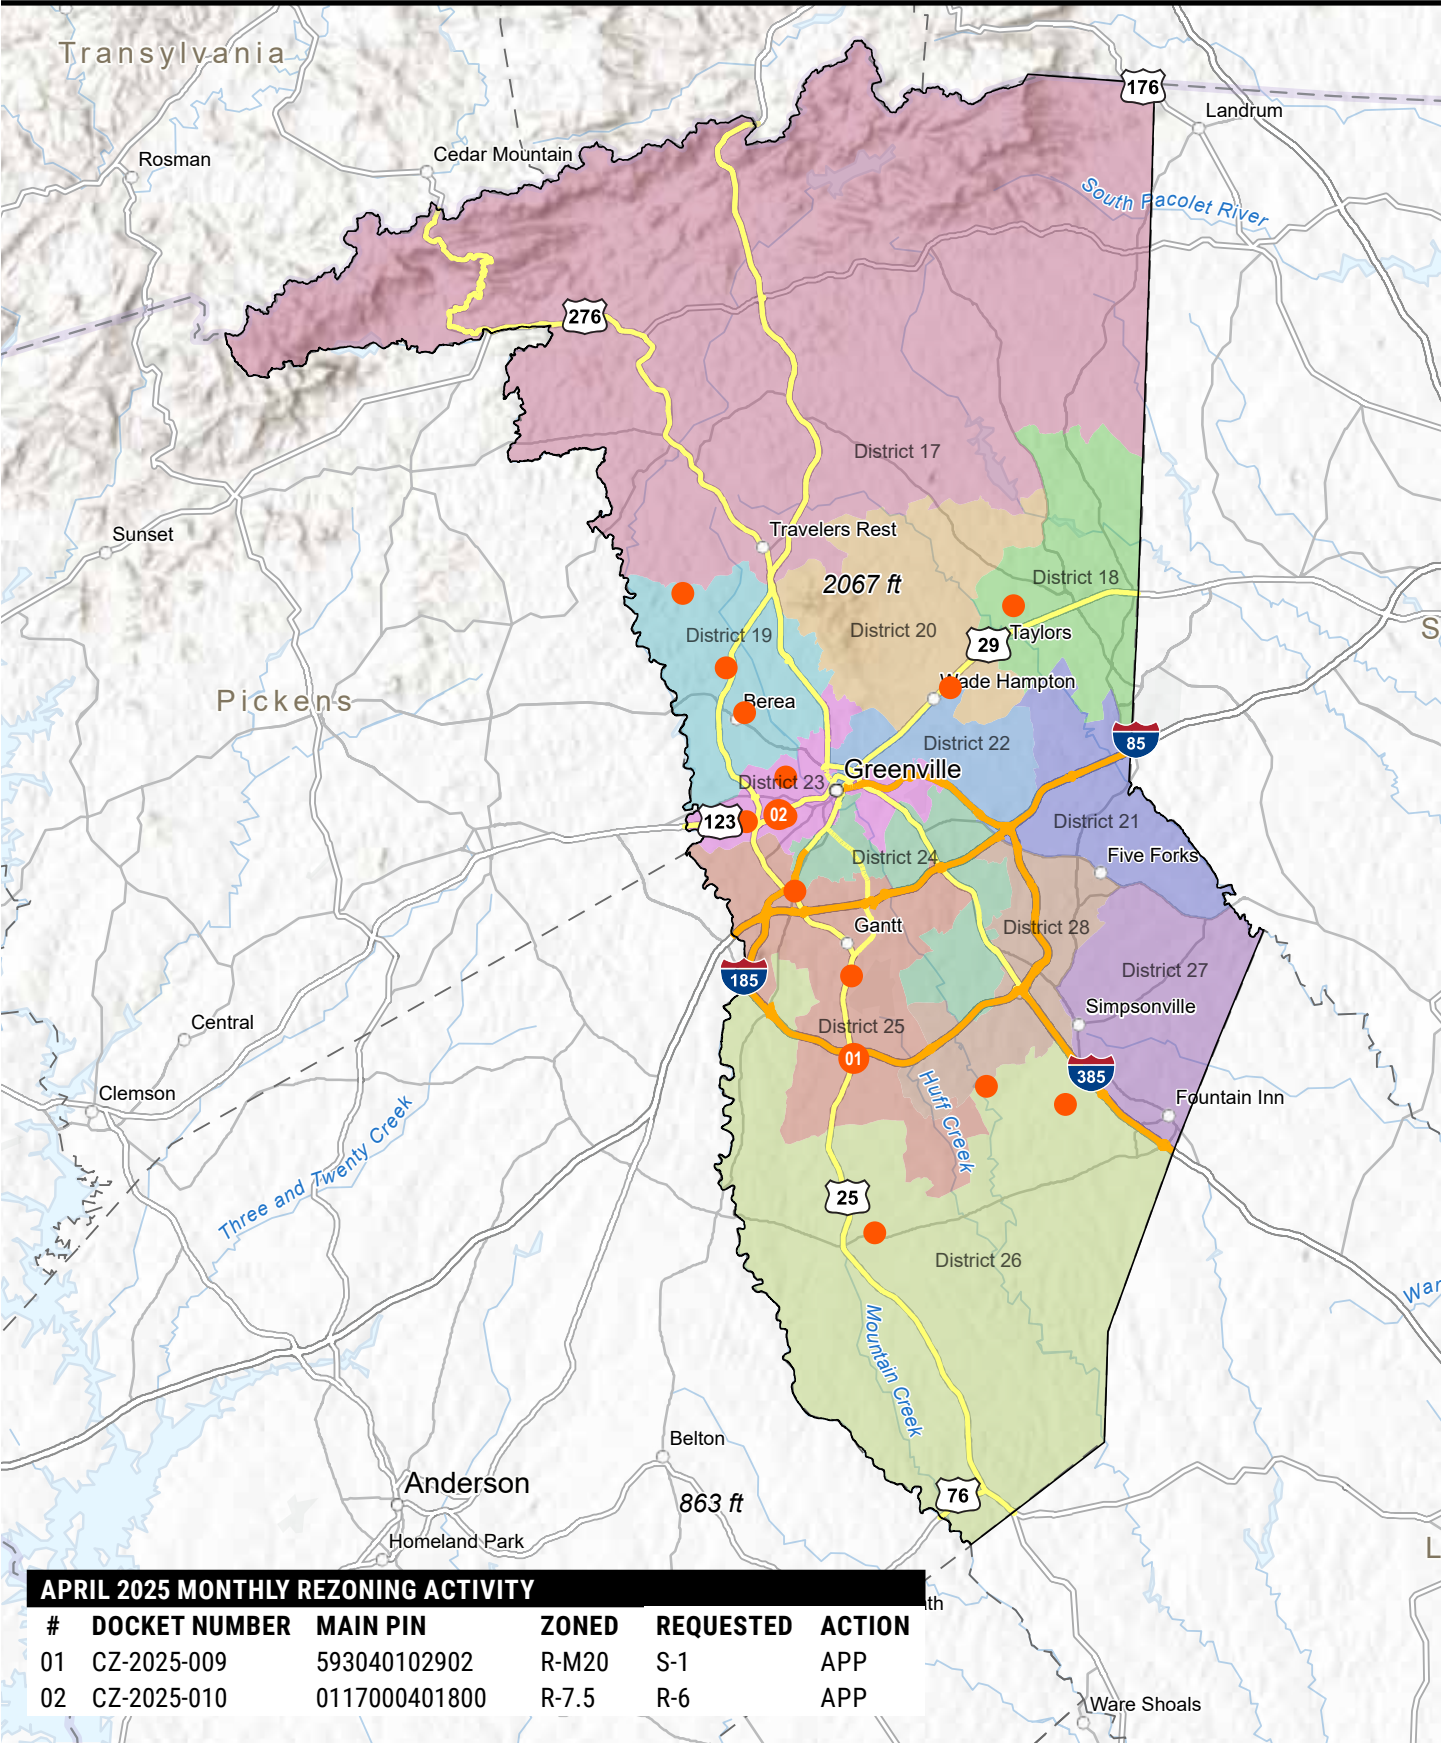 Transylvania
176
Landrum
Rosman
Cedar Mountain
South Pacolet River
276
District 17
Travelers Rest
Sunset
2067 ft
District 18
District 19
District 20
29
Taylors
Wade Hampton
Pickens
Berea
District 22
85
Greenville
District 23
02
123
District 21
District 24
Five Forks
Gantt
District 28
District 27
185
Simpsonville
Central
District 25
01
385
Huff Creek
Clemson
Fountain Inn
Three and Twenty Creek
25
District 26
War
Mountain Creek
Belton
Anderson
863 ft
76
Homeland Park
S
L
APRIL 2025 MONTHLY REZONING ACTIVITY
# DOCKET NUMBER MAIN PIN ZONED REQUESTED ACTION
01 CZ-2025-009 593040102902 R-M20 S-1 APP
02 CZ-2025-010 0117000401800 R-7.5 R-6 APP
th
Ware Shoals